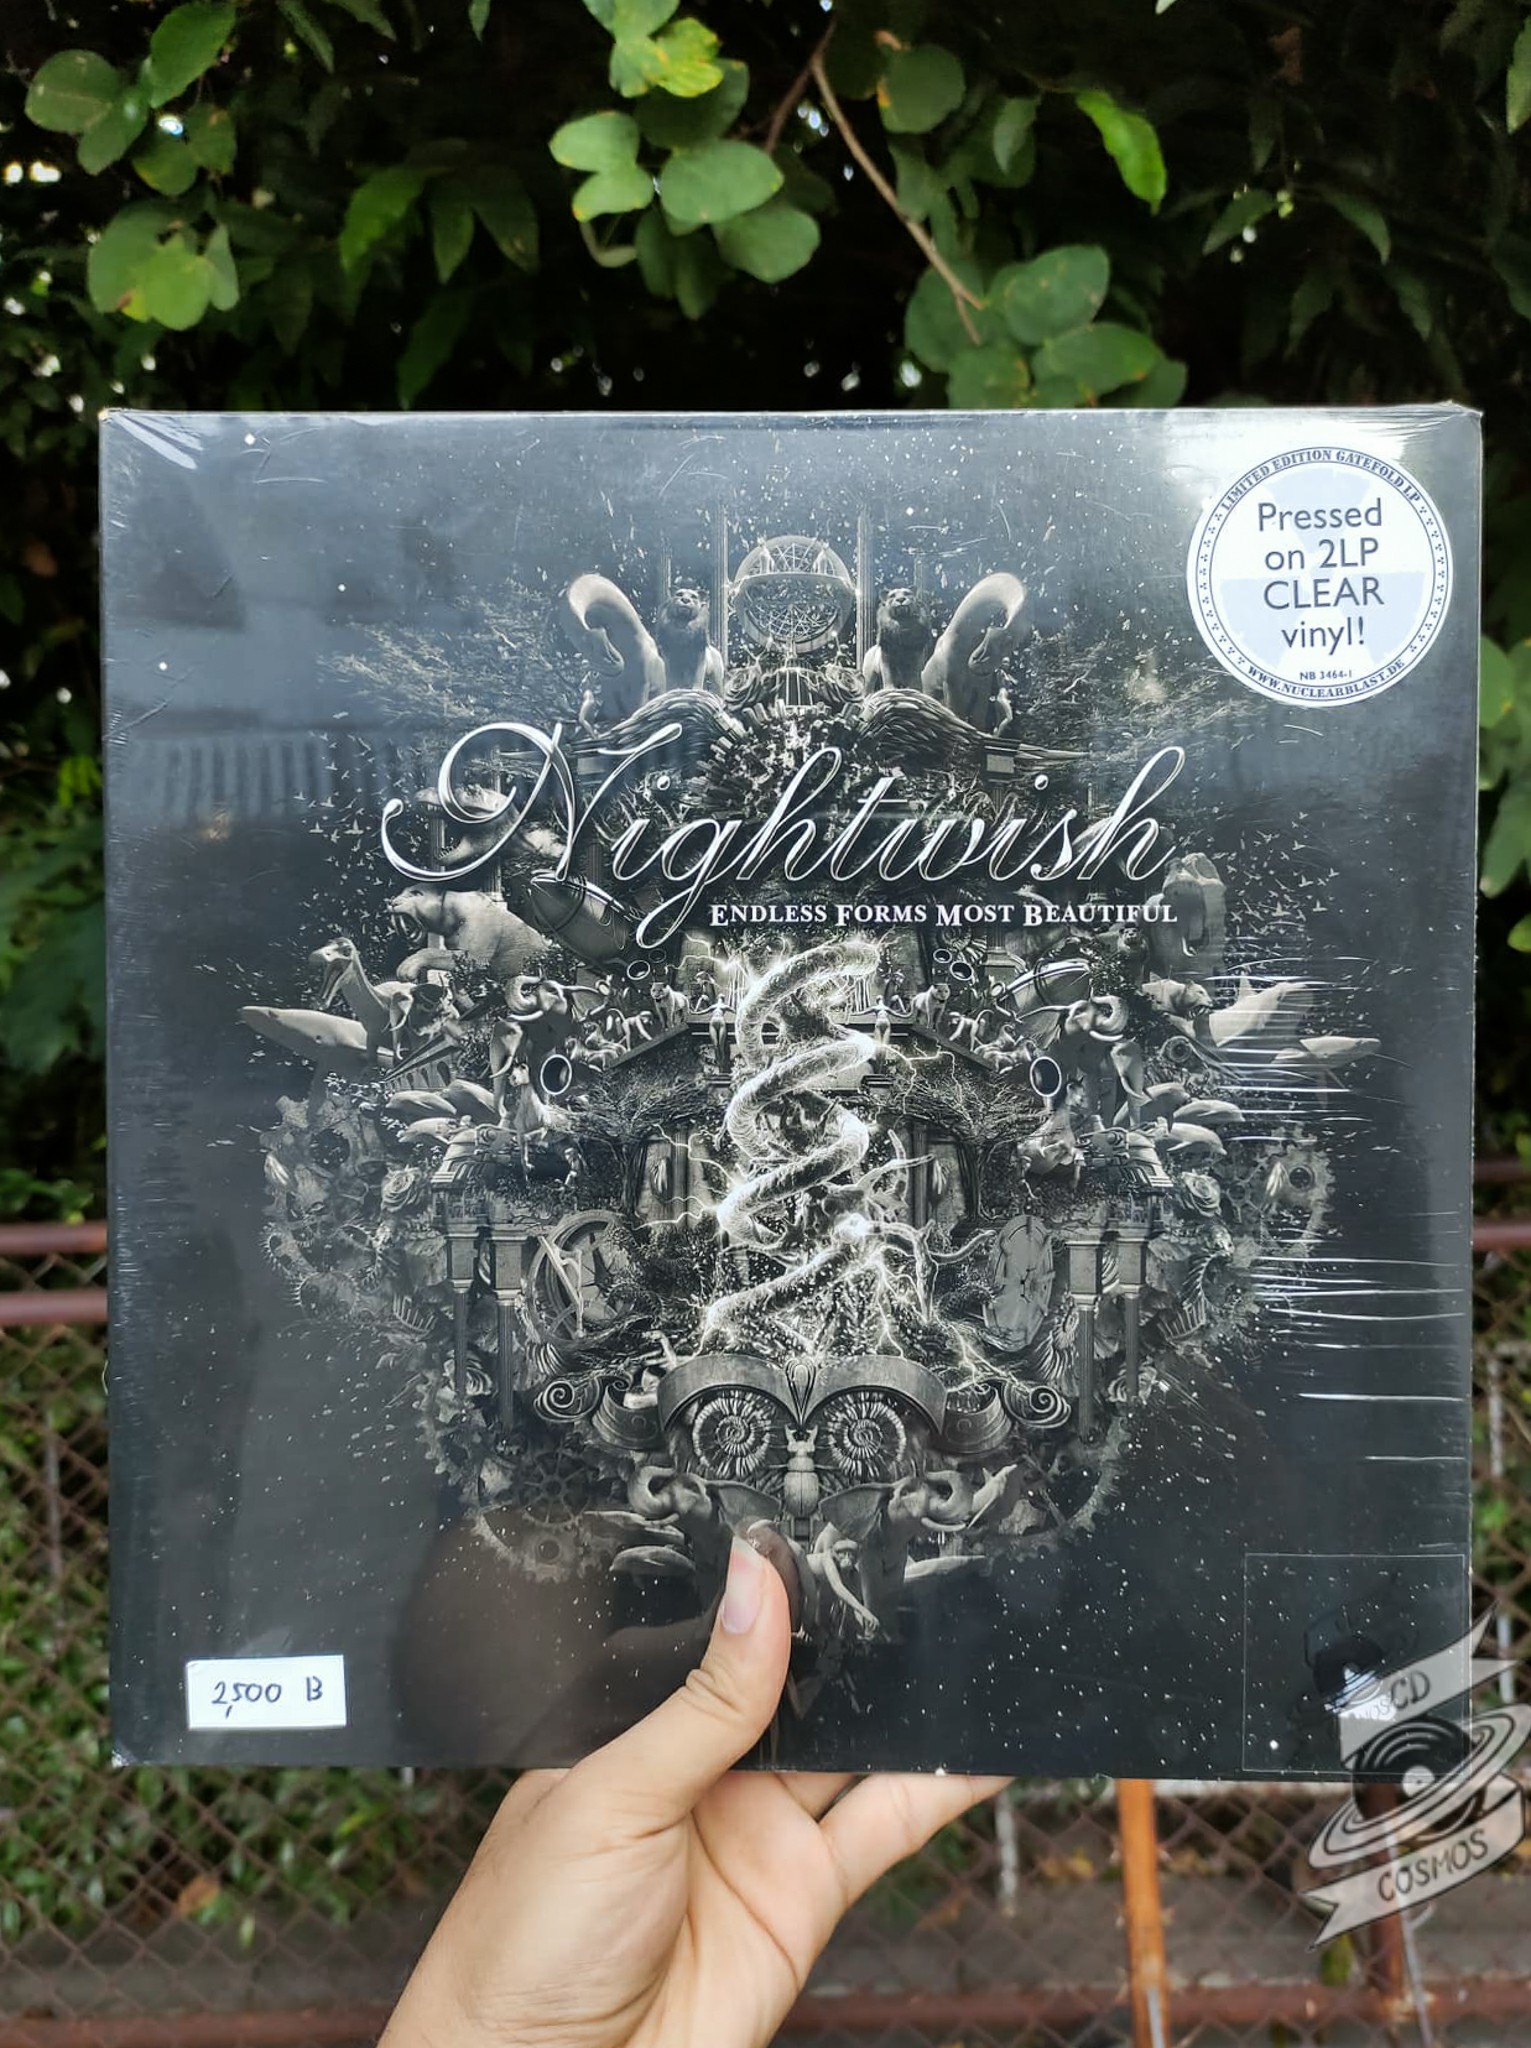 LIMITED EDITION GATEFOLD LP
Pressed
on 2LP
CLEAR
vinyl!
NB 3464-1
WWW.NUCLEARBLAST.DE
Nightwish
ENDLESS FORMS MOST BEAUTIFUL
2,500 B
CD
COSMOS